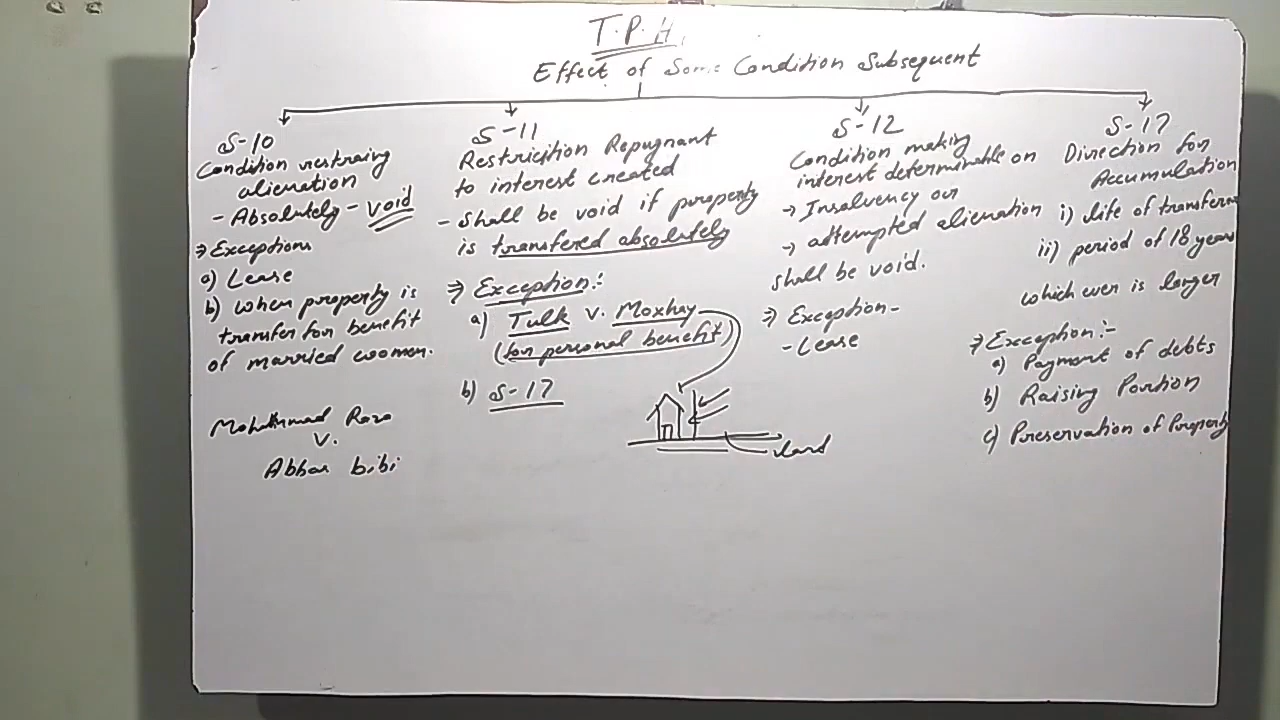 T.P.H.
Effect of Some Condition Subsequent
S-10
Condition restraing
alienation
- Absolutely - void
⇒ Exceptions
a) Lease
b) when property is
transfer for benefit
of married women.
Mohammad Raza
V.
Abbas bibi
S-11
Restriction Repugnant
to interest created
- Shall be void if property
is transfered absolutely
⇒ Exception:-
a) Tulk V. Moxhay
(for personal benefit)
b) S-17
land
S-12
Condition making
interest determinable on
→ Insolvency or
→ attempted alienation
shall be void.
⇒ Exception -
- Lease
S-17
Direction for
Accumulation
i) life of transferor
ii) period of 18 years
which ever is longer
⇒ Exception:-
a) Payment of debts
b) Raising Portion
c) Preservation of Property